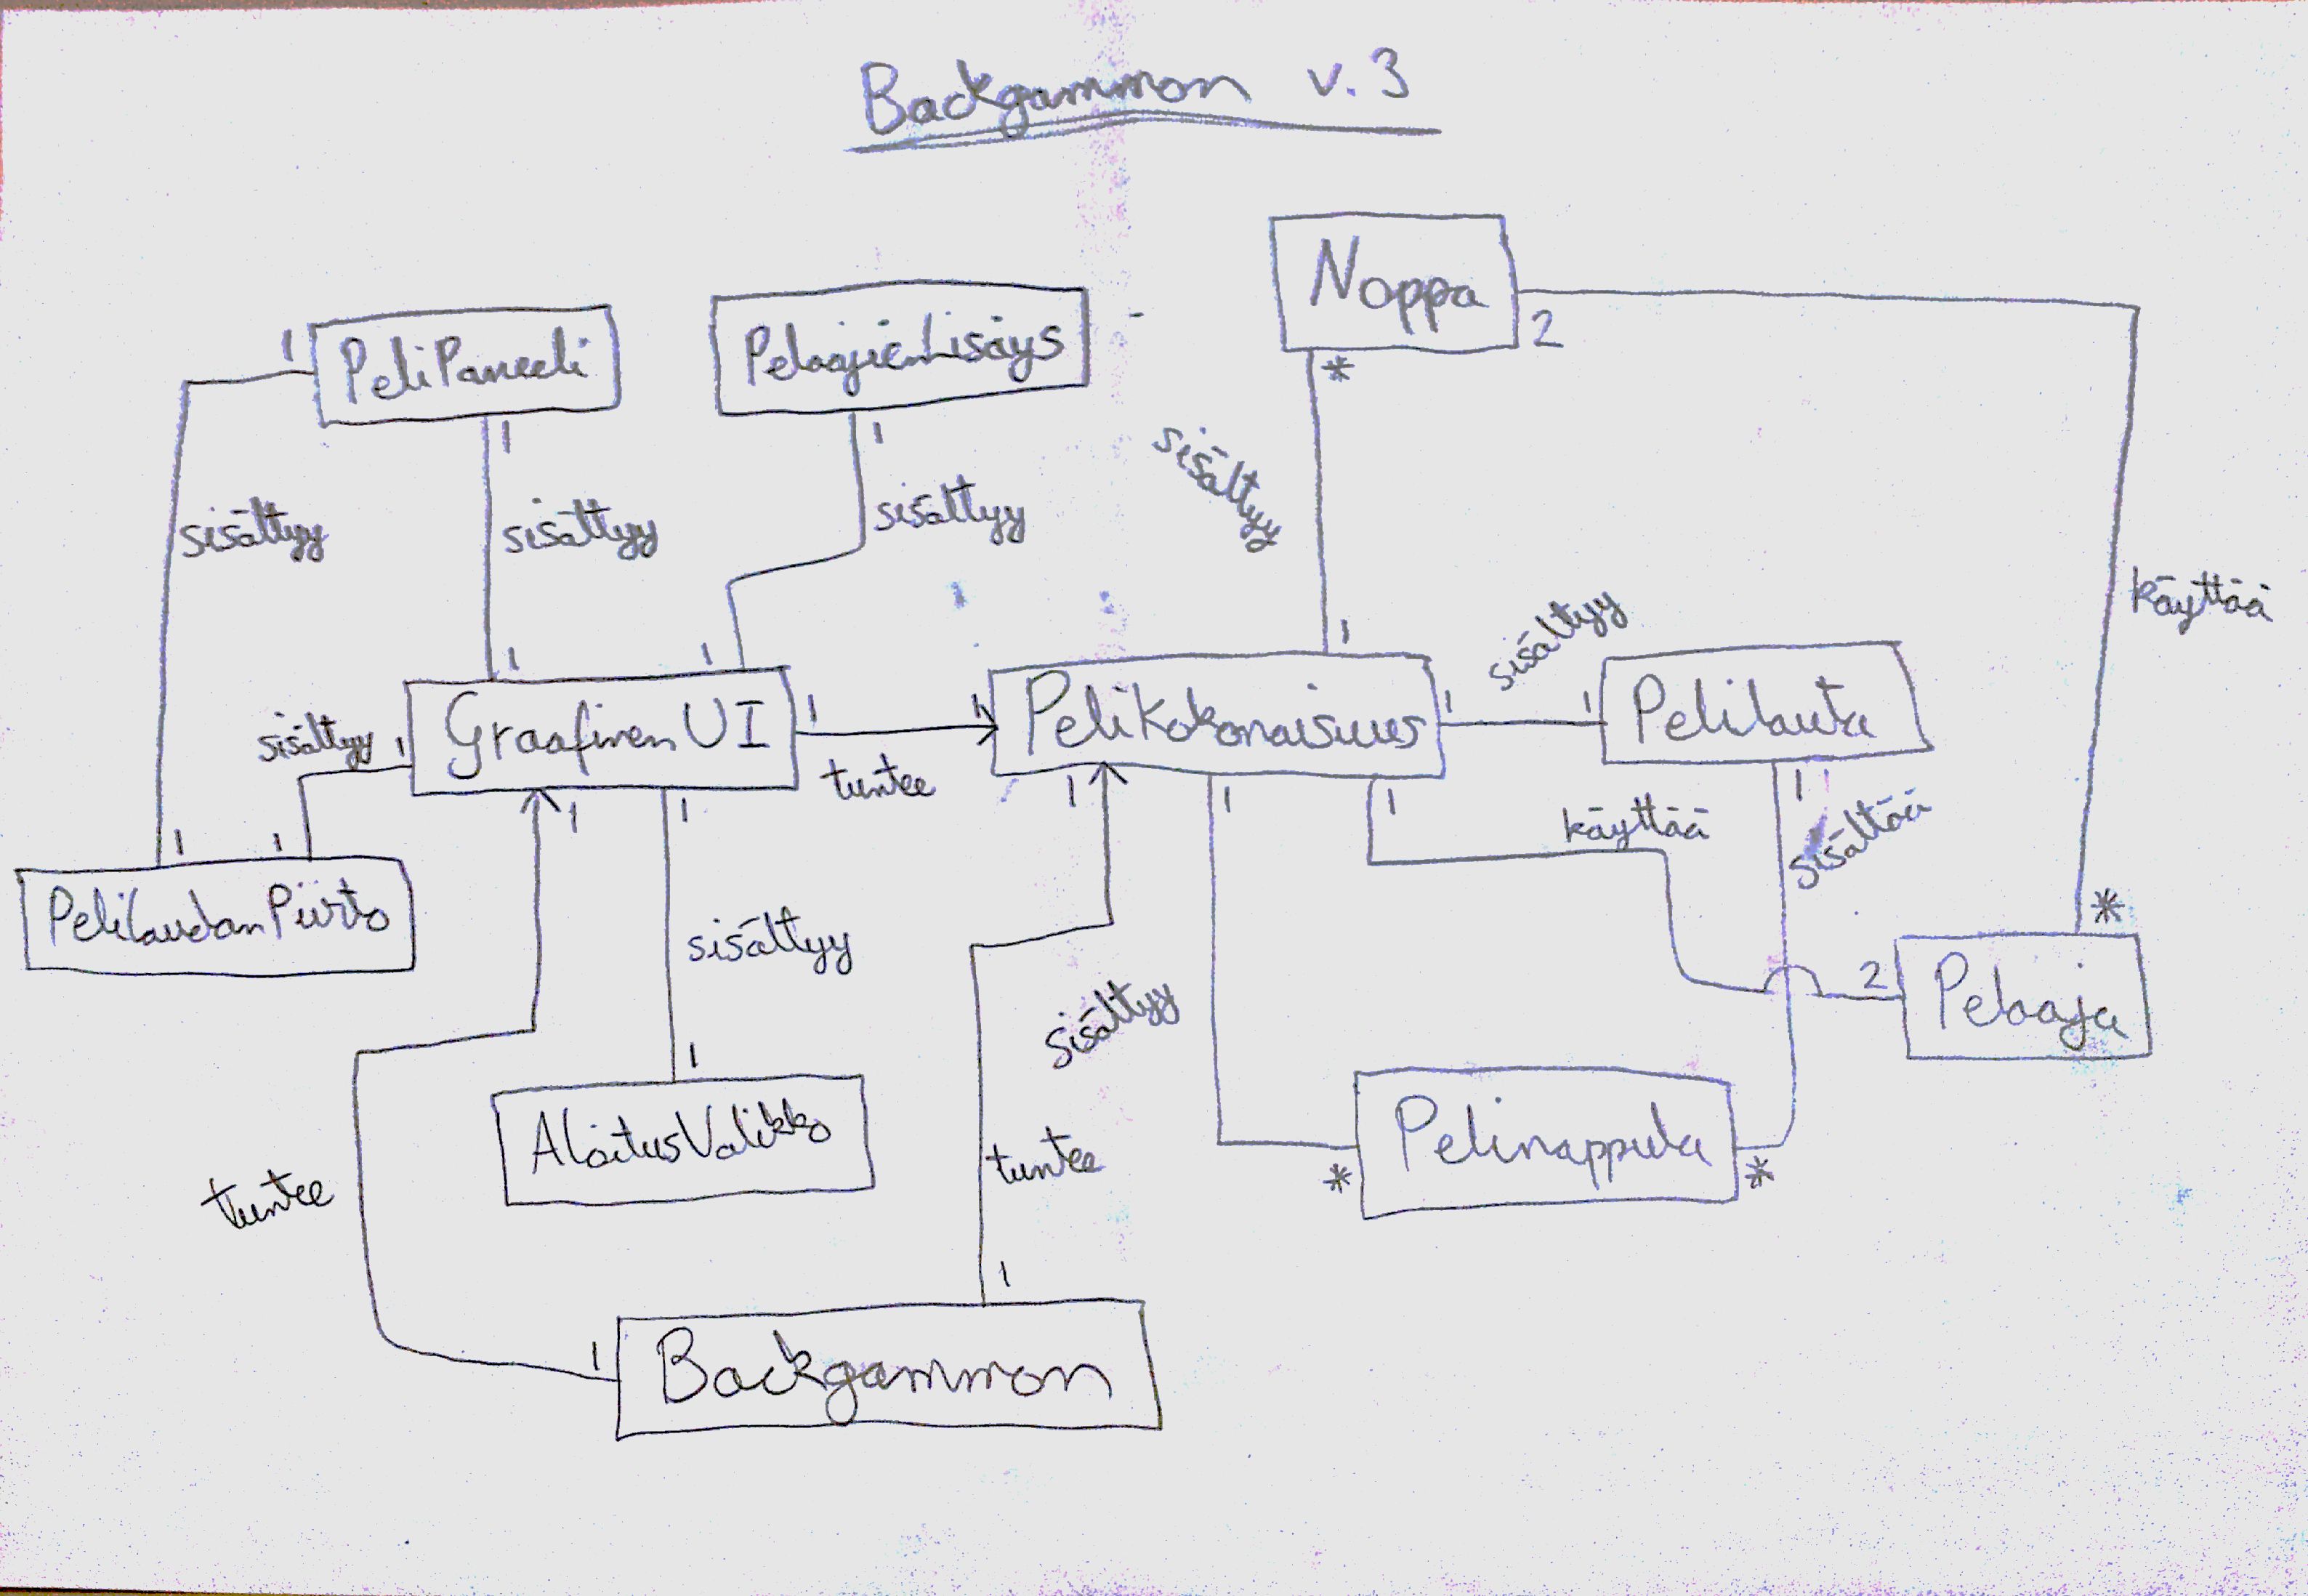 Backgammon v. 3
Noppa
2
*
PeliPaneeli
1
1
PelaajienLisäys
1
sisältyy
sisältyy
sisältyy
sisältyy
käyttää
1
1
1
sisältyy
sisältyy
1
GraafinenUI
1
tuntee
1
PeliKokonaisuus
1
1
Pelilauta
1
1
1
1
1
1
käyttää
sisältää
1
1
PelilaudanPiirto
sisältyy
sisältyy
*
2
Pelaaja
1
AloitusValikko
tuntee
tuntee
*
Pelinappula
*
1
1
Backgammon